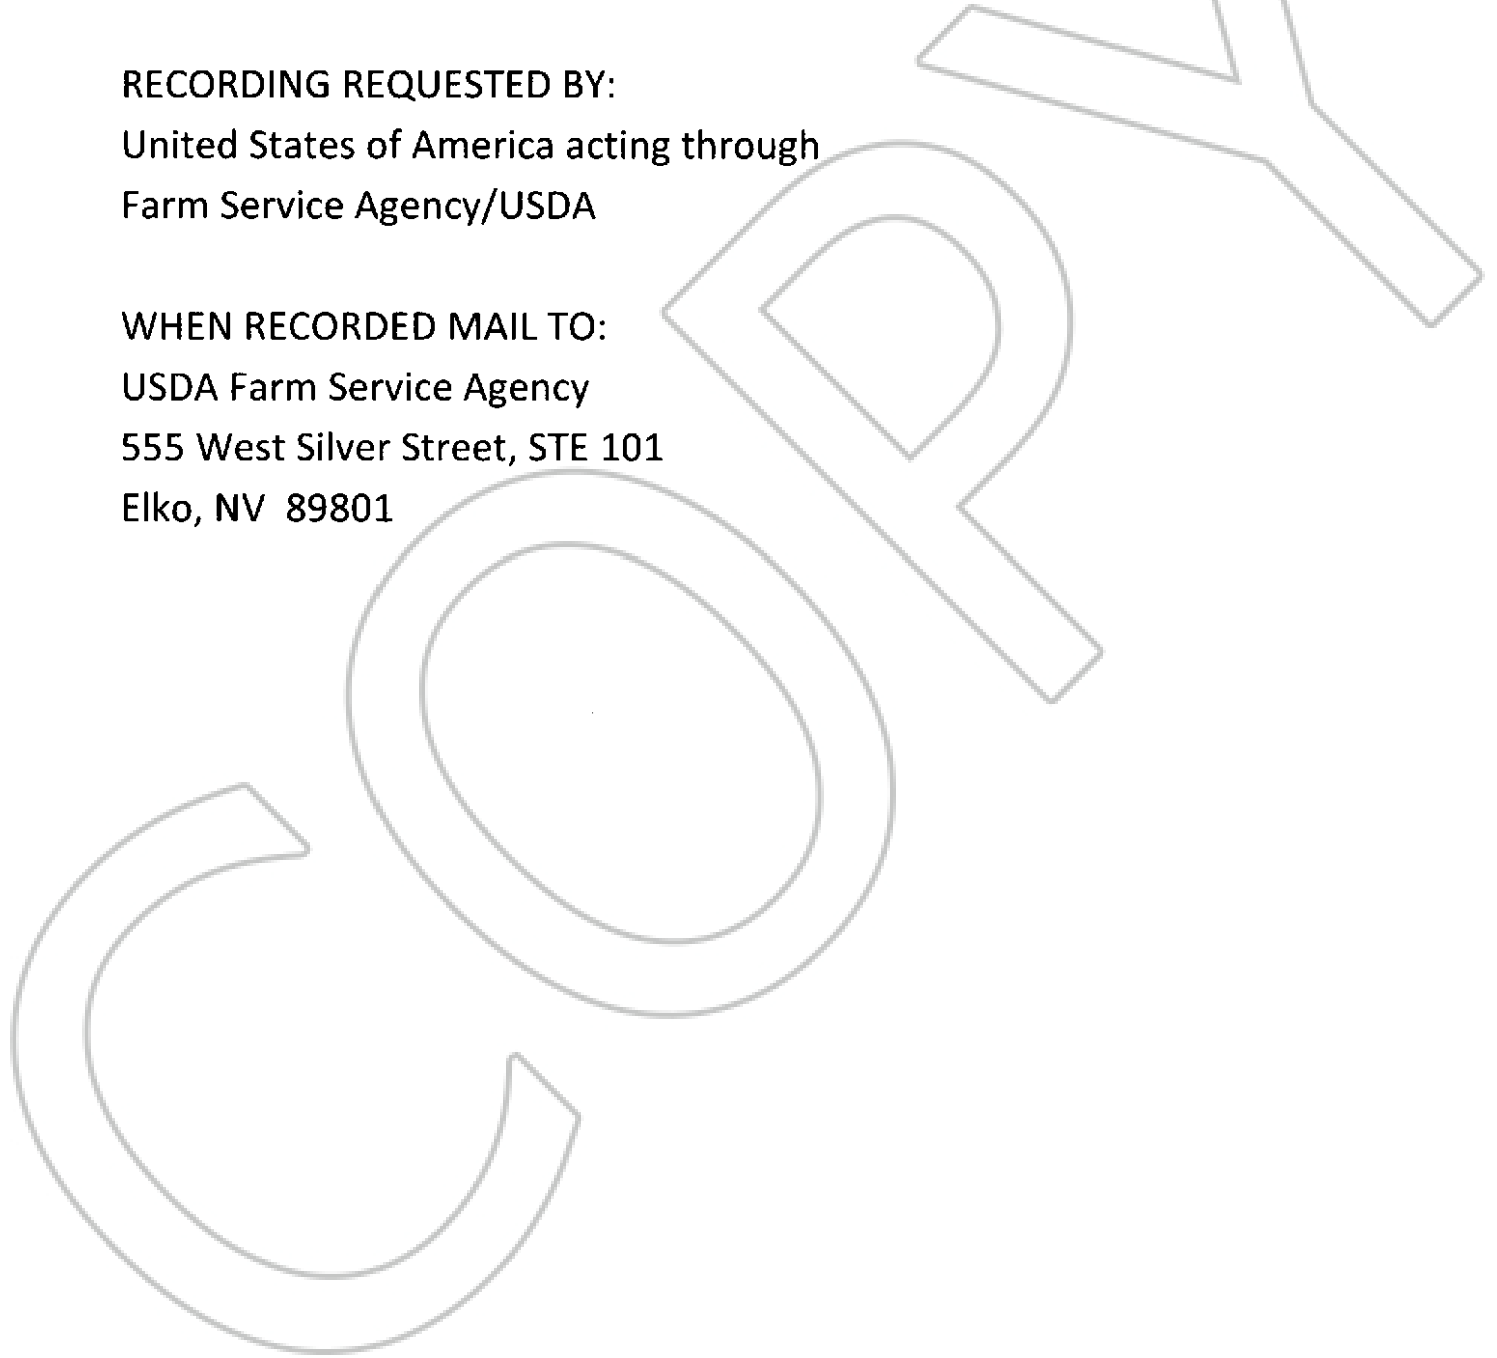 RECORDING REQUESTED BY:
United States of America acting through
Farm Service Agency/USDA
WHEN RECORDED MAIL TO:
USDA Farm Service Agency
555 West Silver Street, STE 101
Elko, NV  89801
COPY